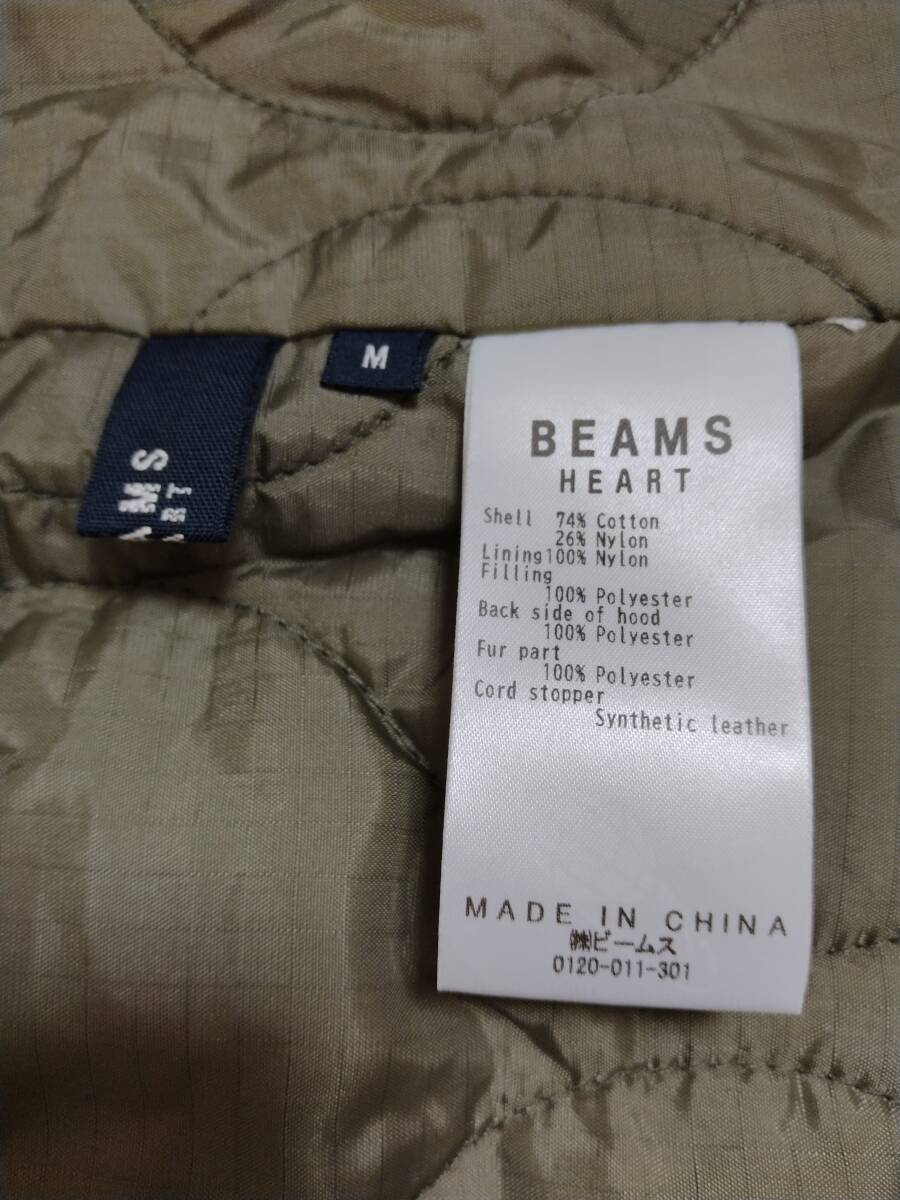 M
BEAMS
HEART
Shell 74% Cotton
26% Nylon
Lining100% Nylon
Filling
100% Polyester
Back side of hood
100% Polyester
Fur part
100% Polyester
Cord stopper
Synthetic leather
MADE IN CHINA
㈱ビームス
0120-011-301